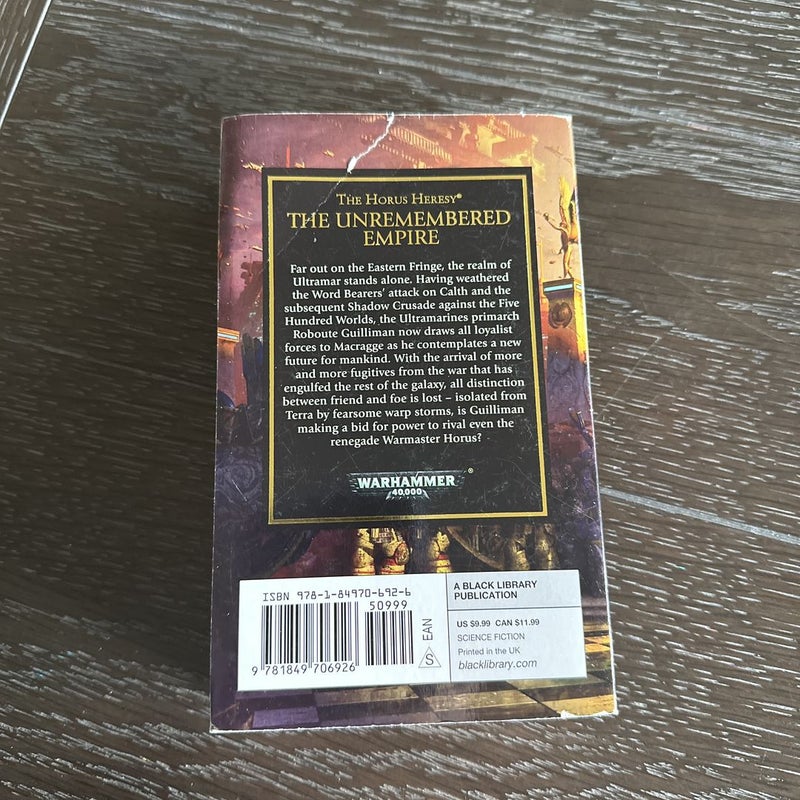 The Horus Heresy®
THE UNREMEMBERED
EMPIRE
Far out on the Eastern Fringe, the realm of
Ultramar stands alone. Having weathered
the Word Bearers' attack on Calth and the
subsequent Shadow Crusade against the Five
Hundred Worlds, the Ultramarines primarch
Roboute Guilliman now draws all loyalist
forces to Macragge as he contemplates a new
future for mankind. With the arrival of more
and more fugitives from the war that has
engulfed the rest of the galaxy, all distinction
between friend and foe is lost – isolated from
Terra by fearsome warp storms, is Guilliman
making a bid for power to rival even the
renegade Warmaster Horus?
WARHAMMER®
40,000
ISBN 978-1-84970-692-6
50999
9 781849 706926
EAN
S
A BLACK LIBRARY
PUBLICATION
US $9.99 CAN $11.99
SCIENCE FICTION
Printed in the UK
blacklibrary.com